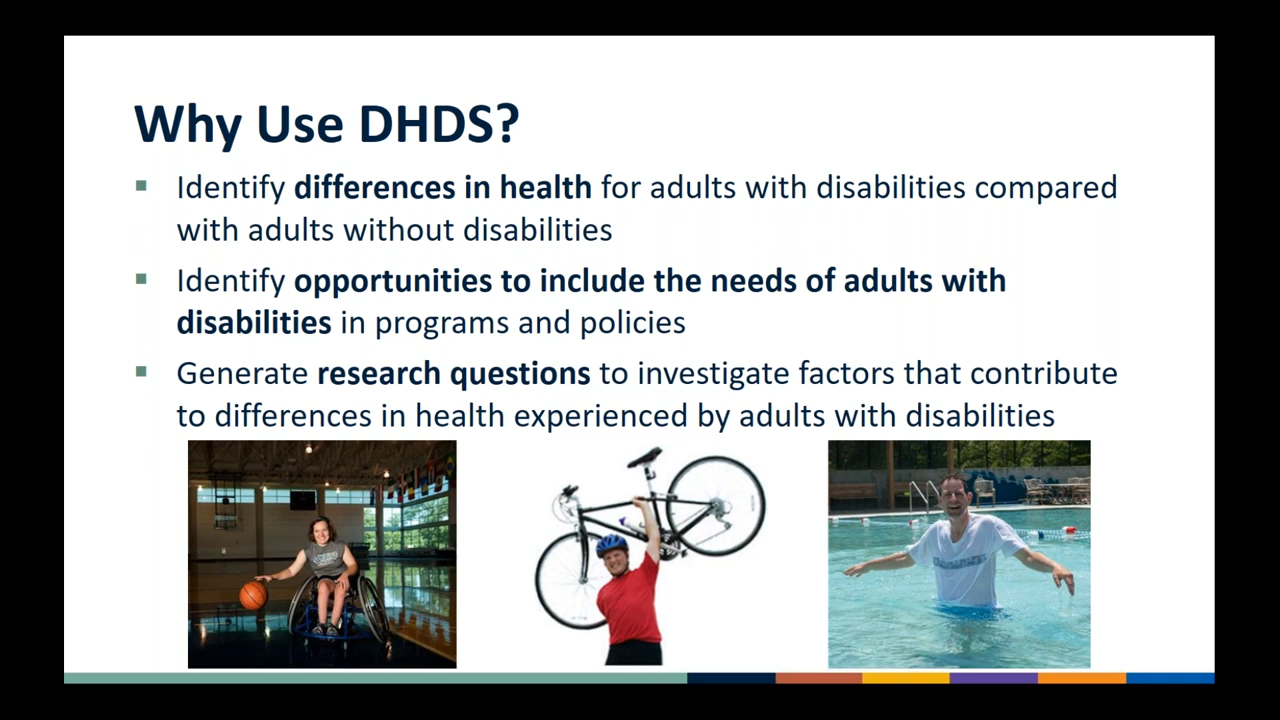 Why Use DHDS?
▪ Identify differences in health for adults with disabilities compared
with adults without disabilities
▪ Identify opportunities to include the needs of adults with
disabilities in programs and policies
▪ Generate research questions to investigate factors that contribute
to differences in health experienced by adults with disabilities